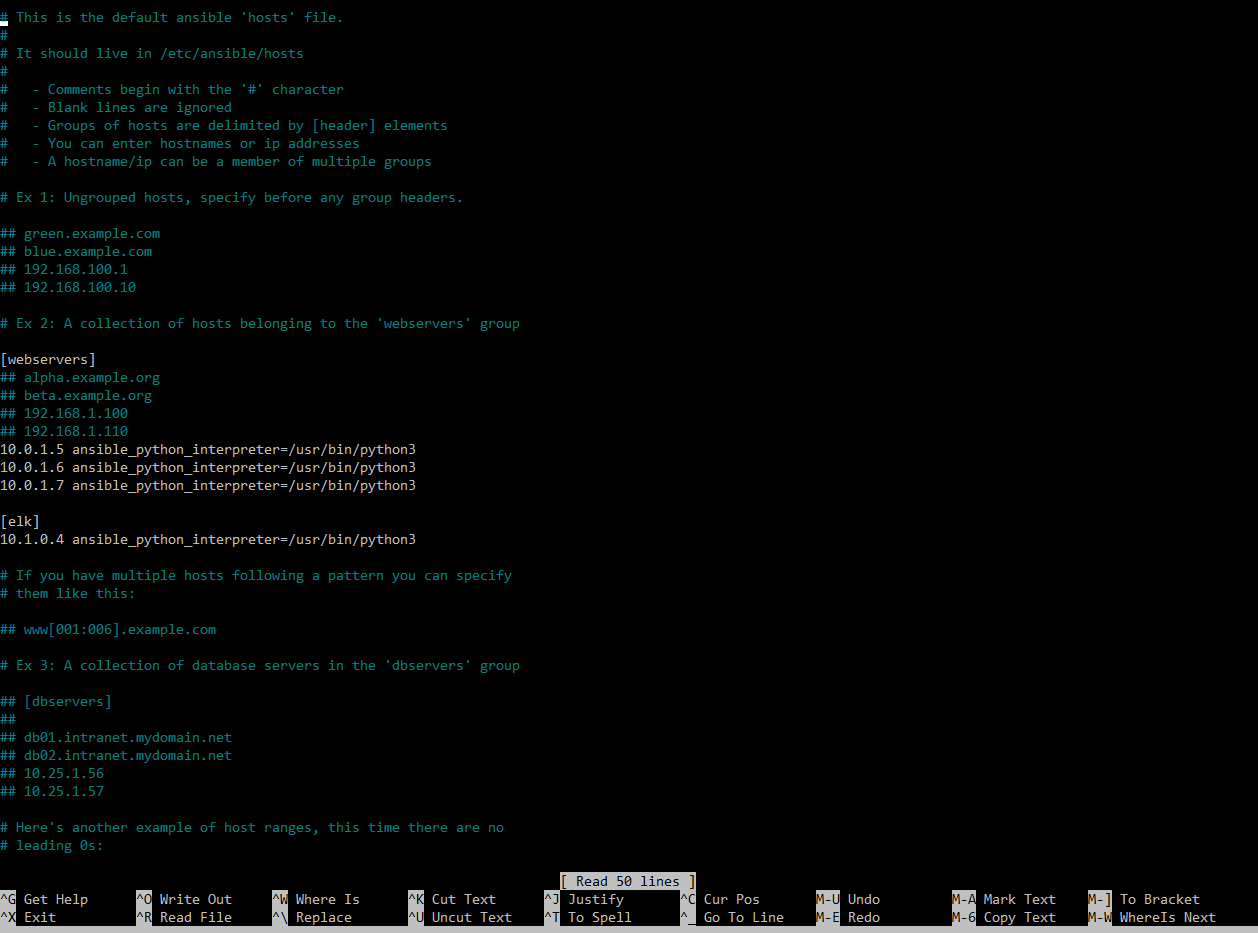 # This is the default ansible 'hosts' file.
#
# It should live in /etc/ansible/hosts
#
#   - Comments begin with the '#' character
#   - Blank lines are ignored
#   - Groups of hosts are delimited by [header] elements
#   - You can enter hostnames or ip addresses
#   - A hostname/ip can be a member of multiple groups

# Ex 1: Ungrouped hosts, specify before any group headers.

## green.example.com
## blue.example.com
## 192.168.100.1
## 192.168.100.10

# Ex 2: A collection of hosts belonging to the 'webservers' group

[webservers]
## alpha.example.org
## beta.example.org
## 192.168.1.100
## 192.168.1.110
10.0.1.5 ansible_python_interpreter=/usr/bin/python3
10.0.1.6 ansible_python_interpreter=/usr/bin/python3
10.0.1.7 ansible_python_interpreter=/usr/bin/python3

[elk]
10.1.0.4 ansible_python_interpreter=/usr/bin/python3

# If you have multiple hosts following a pattern you can specify
# them like this:

## www[001:006].example.com

# Ex 3: A collection of database servers in the 'dbservers' group

## [dbservers]
##
## db01.intranet.mydomain.net
## db02.intranet.mydomain.net
## 10.25.1.56
## 10.25.1.57

# Here's another example of host ranges, this time there are no
# leading 0s:

[ Read 50 lines ]
^G Get Help ^O Write Out ^W Where Is ^K Cut Text ^J Justify ^C Cur Pos M-U Undo M-A Mark Text M-] To Bracket
^X Exit ^R Read File ^\ Replace ^U Uncut Text ^T To Spell ^_ Go To Line M-E Redo M-6 Copy Text M-W WhereIs Next